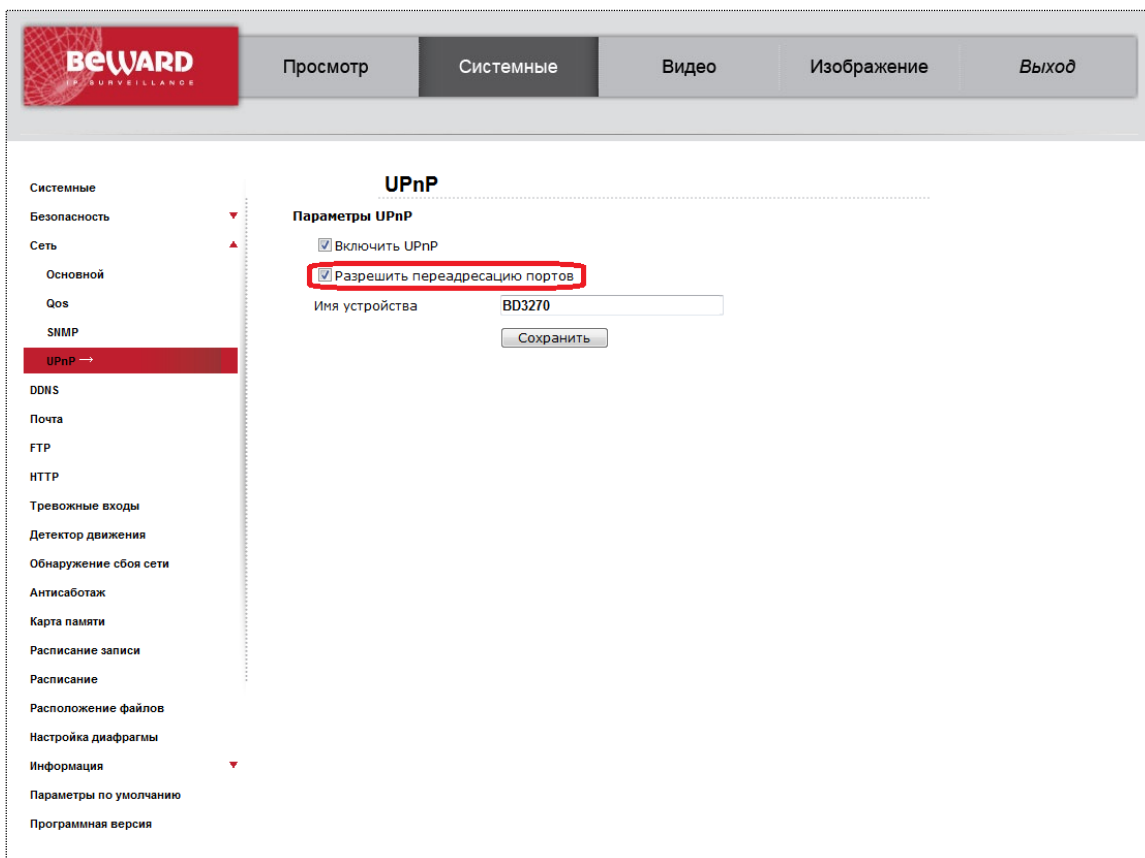 BEWARD
IP SURVEILLANCE
Просмотр Системные Видео Изображение Выход
UPnP
Системные
Безопасность
Сеть
Основной
Qos
SNMP
UPnP →
DDNS
Почта
FTP
HTTP
Тревожные входы
Детектор движения
Обнаружение сбоя сети
Антисаботаж
Карта памяти
Расписание записи
Расписание
Расположение файлов
Настройка диафрагмы
Информация
Параметры по умолчанию
Программная версия
Параметры UPnP
Включить UPnP
Разрешить переадресацию портов
Имя устройства BD3270
Сохранить